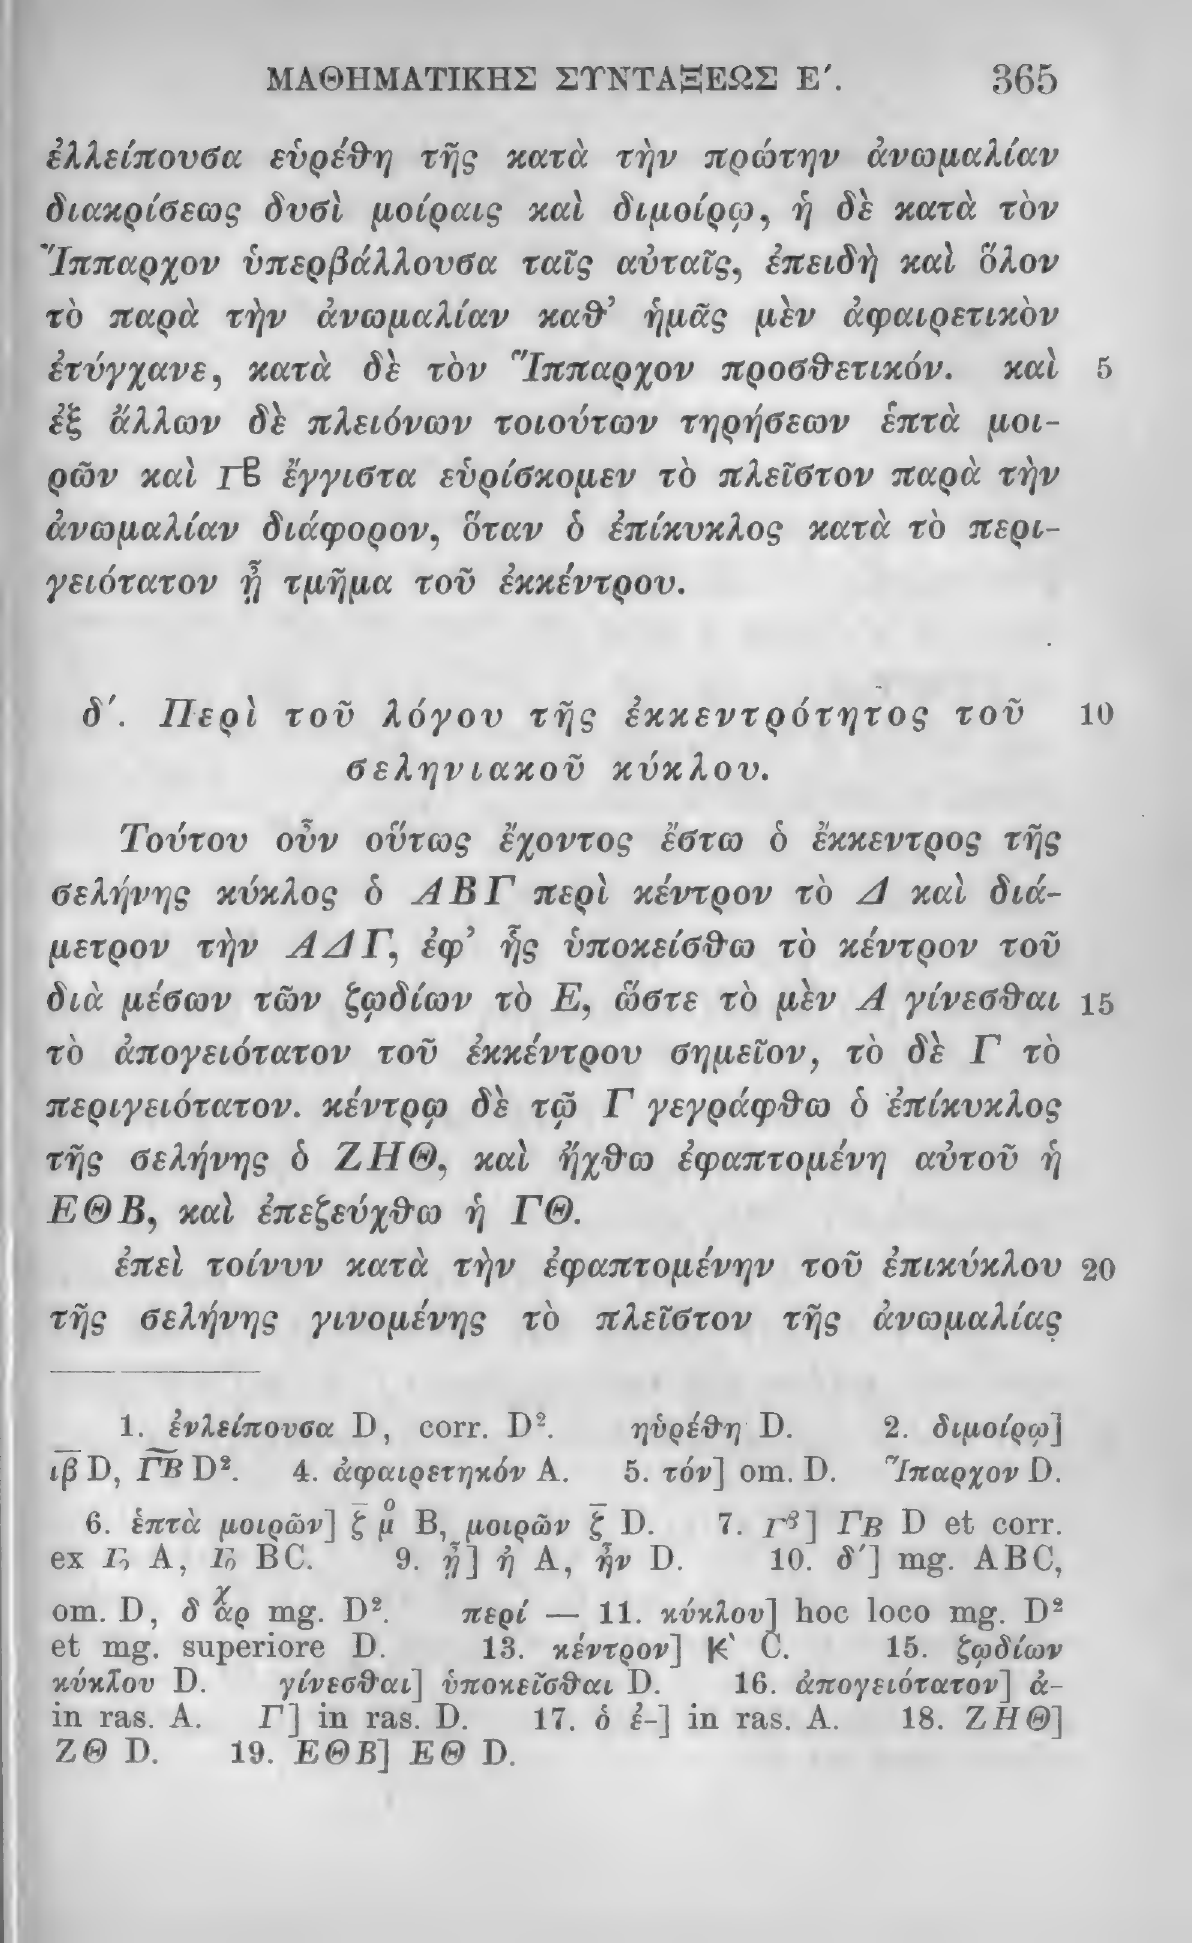 ΜΑΘΗΜΑΤΙΚΗΣ ΣΥΝΤΑΞΕΩΣ Ε′. 365
ἐλλείπουσα εὑρέθη τῆς κατὰ τὴν πρώτην ἀνωμαλίαν
διακρίσεως δυσὶ μοίραις καὶ διμοίρῳ, ἡ δὲ κατὰ τὸν
Ἵππαρχον ὑπερβάλλουσα ταῖς αὐταῖς, ἐπειδὴ καὶ ὅλον
τὸ παρὰ τὴν ἀνωμαλίαν καθ’ ἡμᾶς μὲν ἀφαιρετικὸν
ἐτύγχανε, κατὰ δὲ τὸν Ἵππαρχον προσθετικόν. καὶ 5
ἐξ ἄλλων δὲ πλειόνων τοιούτων τηρήσεων ἑπτὰ μοι-
ρῶν καὶ Γβ ἔγγιστα εὑρίσκομεν τὸ πλεῖστον παρὰ τὴν
ἀνωμαλίαν διάφορον, ὅταν ὁ ἐπίκυκλος κατὰ τὸ περι-
γειότατον ᾖ τμῆμα τοῦ ἐκκέντρου.
δ′. Περὶ τοῦ λόγου τῆς ἐκκεντρότητος τοῦ 10
σεληνιακοῦ κύκλου.
Τούτου οὖν οὕτως ἔχοντος ἔστω ὁ ἔκκεντρος τῆς
σελήνης κύκλος ὁ ΑΒΓ περὶ κέντρον τὸ Δ καὶ διά-
μετρον τὴν ΑΔΓ, ἐφ’ ἧς ὑποκείσθω τὸ κέντρον τοῦ
διὰ μέσων τῶν ζῳδίων τὸ Ε, ὥστε τὸ μὲν Α γίνεσθαι 15
τὸ ἀπογειότατον τοῦ ἐκκέντρου σημεῖον, τὸ δὲ Γ τὸ
περιγειότατον. κέντρῳ δὲ τῷ Γ γεγράφθω ὁ ἐπίκυκλος
τῆς σελήνης ὁ ΖΗΘ, καὶ ἤχθω ἐφαπτομένη αὐτοῦ ἡ
ΕΘΒ, καὶ ἐπεζεύχθω ἡ ΓΘ.
ἐπεὶ τοίνυν κατὰ τὴν ἐφαπτομένην τοῦ ἐπικύκλου 20
τῆς σελήνης γινομένης τὸ πλεῖστον τῆς ἀνωμαλίας
1. ἐνλείπουσα D, corr. D². ηὑρέθη D. 2. διμοίρῳ]
ιβ D, ΓΒ D². 4. ἀφαιρετηκόν A. 5. τόν] om. D. Ἵπαρχον D.
6. ἑπτὰ μοιρῶν] ζ̄ μ̊ B, μοιρῶν ζ̄ D. 7. Γβ] ΓΒ D et corr.
ex A, BC. 9. ᾖ] ἡ A, ἦν D. 10. δ′] mg. ABC,
om. D, δ αρχ mg. D². περί — 11. κύκλου] hoc loco mg. D²
et mg. superiore D. 13. κέντρον] κ` C. 15. ζῳδίων
κύκλου D. γίνεσθαι] ὑποκεῖσθαι D. 16. ἀπογειότατον] ἀ-
in ras. A. Γ] in ras. D. 17. ὁ ἐ-] in ras. A. 18. ΖΗΘ]
ΖΘ D. 19. ΕΘΒ] ΕΘ D.